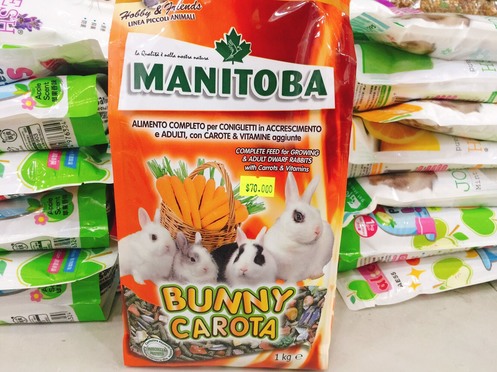 Hobby & Friends
LINEA PICCOLI ANIMALI
la Qualità è nella nostra natura
MANITOBA
ALIMENTO COMPLETO per CONIGLIETTI in ACCRESCIMENTO
e ADULTI, con CAROTE & VITAMINE aggiunte
COMPLETE FEED for GROWING
& ADULT DWARF RABBITS
with Carrots & Vitamins
$70.000
BUNNY
CAROTA
1 kg e
Apple
Scent